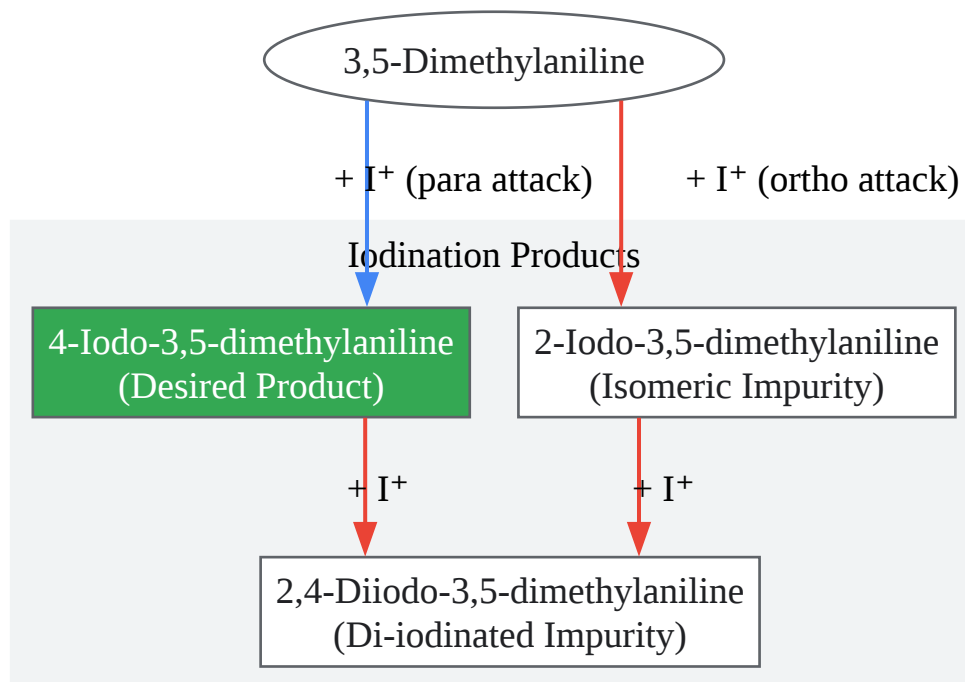 3,5-Dimethylaniline
+ I⁺ (para attack)
+ I⁺ (ortho attack)
Iodination Products
4-Iodo-3,5-dimethylaniline
(Desired Product)
2-Iodo-3,5-dimethylaniline
(Isomeric Impurity)
+ I⁺
+ I⁺
2,4-Diiodo-3,5-dimethylaniline
(Di-iodinated Impurity)